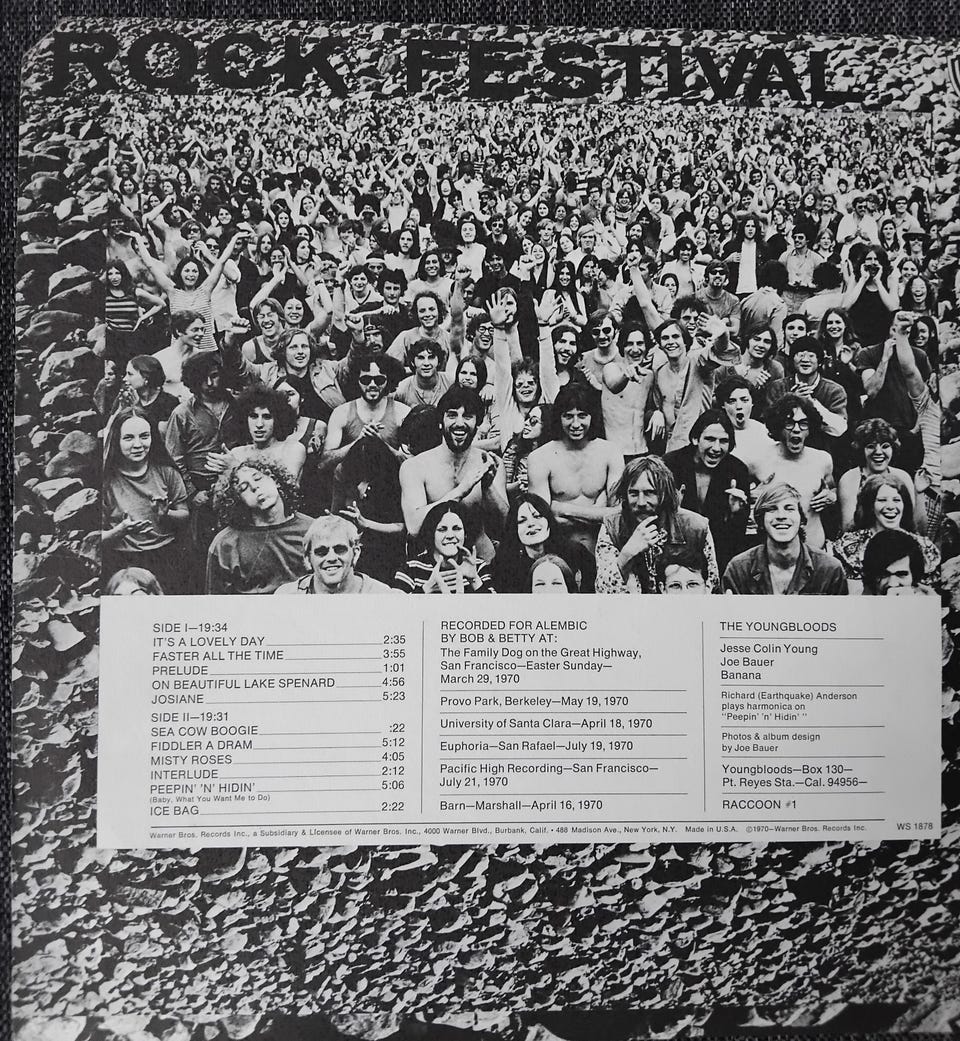 ROCK FESTIVAL
SIDE I—19:34
IT'S A LOVELY DAY 2:35
FASTER ALL THE TIME 3:55
PRELUDE 1:01
ON BEAUTIFUL LAKE SPENARD 4:56
JOSIANE 5:23
SIDE II—19:31
SEA COW BOOGIE :22
FIDDLER A DRAM 5:12
MISTY ROSES 4:05
INTERLUDE 2:12
PEEPIN' 'N' HIDIN' 5:06
(Baby, What You Want Me to Do)
ICE BAG 2:22
RECORDED FOR ALEMBIC
BY BOB & BETTY AT:
The Family Dog on the Great Highway,
San Francisco—Easter Sunday—
March 29, 1970
Provo Park, Berkeley—May 19, 1970
University of Santa Clara—April 18, 1970
Euphoria—San Rafael—July 19, 1970
Pacific High Recording—San Francisco—
July 21, 1970
Barn—Marshall—April 16, 1970
THE YOUNGBLOODS
Jesse Colin Young
Joe Bauer
Banana
Richard (Earthquake) Anderson
plays harmonica on
"Peepin' 'n' Hidin' "
Photos & album design
by Joe Bauer
Youngbloods—Box 130—
Pt. Reyes Sta.—Cal. 94956—
RACCOON #1
Warner Bros. Records Inc., a Subsidiary & Licensee of Warner Bros. Inc., 4000 Warner Blvd., Burbank, Calif. • 488 Madison Ave., New York, N.Y. Made in U.S.A. ©1970—Warner Bros. Records Inc. WS 1878